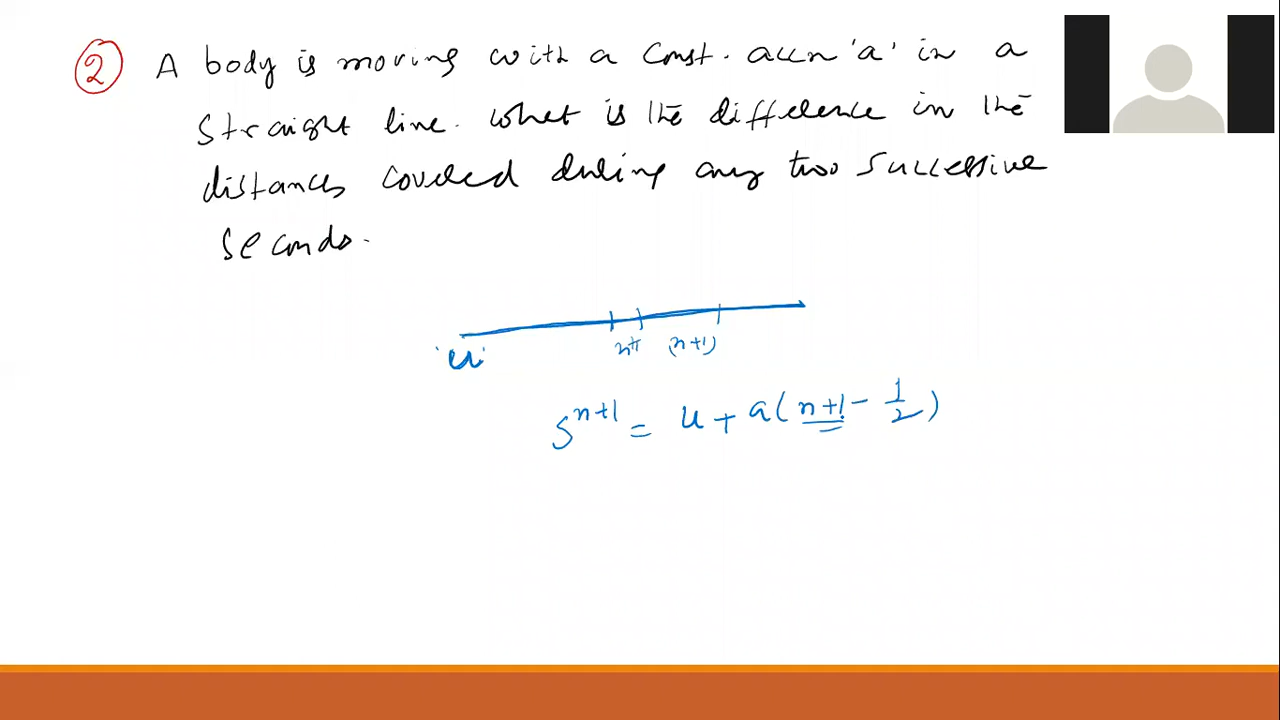 ② A body is moving with a const. accn 'a' in a
straight line. What is the difference in the
distances covered during any two successive
seconds.
'u' nth (n+1)
S^{n+1} = u + a(n+1 - 1/2)